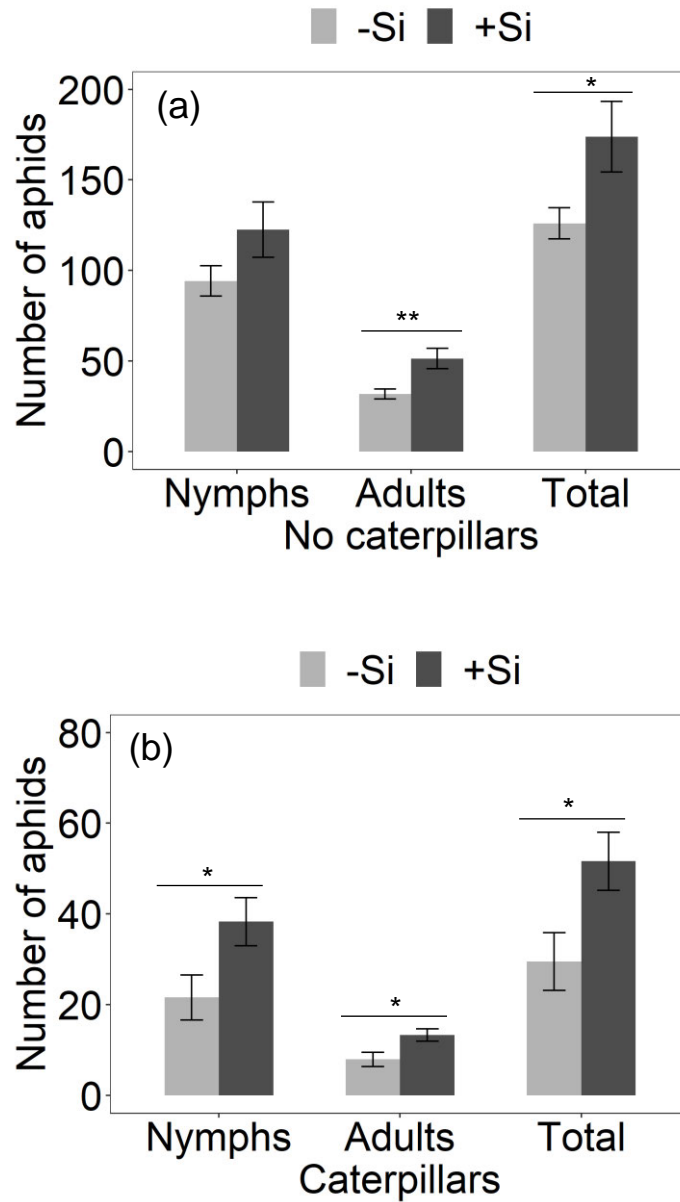 -Si +Si
(a)
Number of aphids
200
150
100
50
0
*
**
Nymphs Adults Total
No caterpillars
-Si +Si
(b)
Number of aphids
80
60
40
20
0
*
*
*
Nymphs Adults Total
Caterpillars